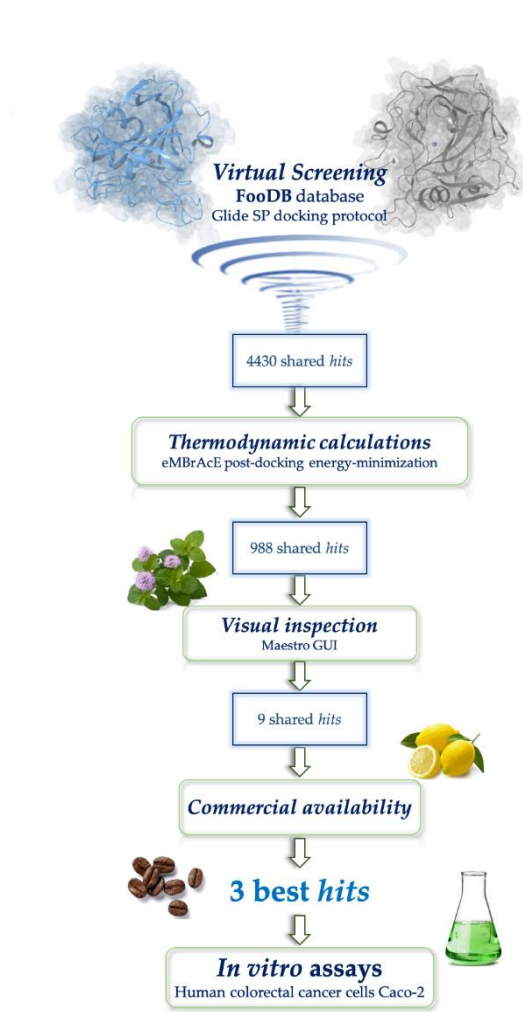 Virtual Screening
FooDB database
Glide SP docking protocol
4430 shared hits
Thermodynamic calculations
eMBrAcE post-docking energy-minimization
988 shared hits
Visual inspection
Maestro GUI
9 shared hits
Commercial availability
3 best hits
In vitro assays
Human colorectal cancer cells Caco-2